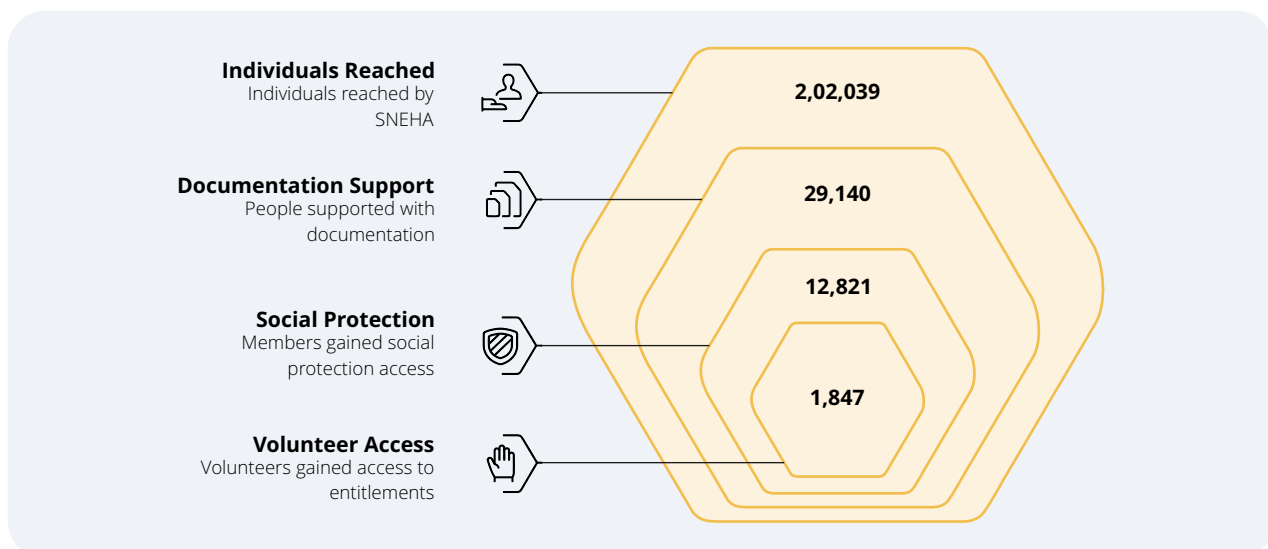 Individuals Reached
Individuals reached by
SNEHA
2,02,039
Documentation Support
People supported with
documentation
29,140
Social Protection
Members gained social
protection access
12,821
Volunteer Access
Volunteers gained access to
entitlements
1,847